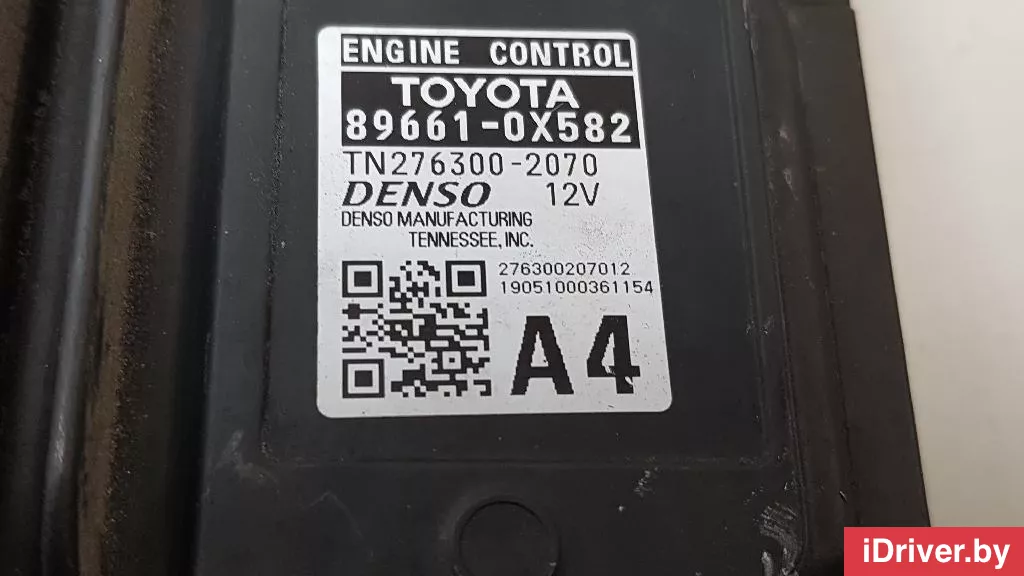 ENGINE CONTROL
TOYOTA
89661-0X582
TN276300-2070
DENSO 12V
DENSO MANUFACTURING
TENNESSEE, INC.
276300207012
19051000361154
A4
iDriver.by